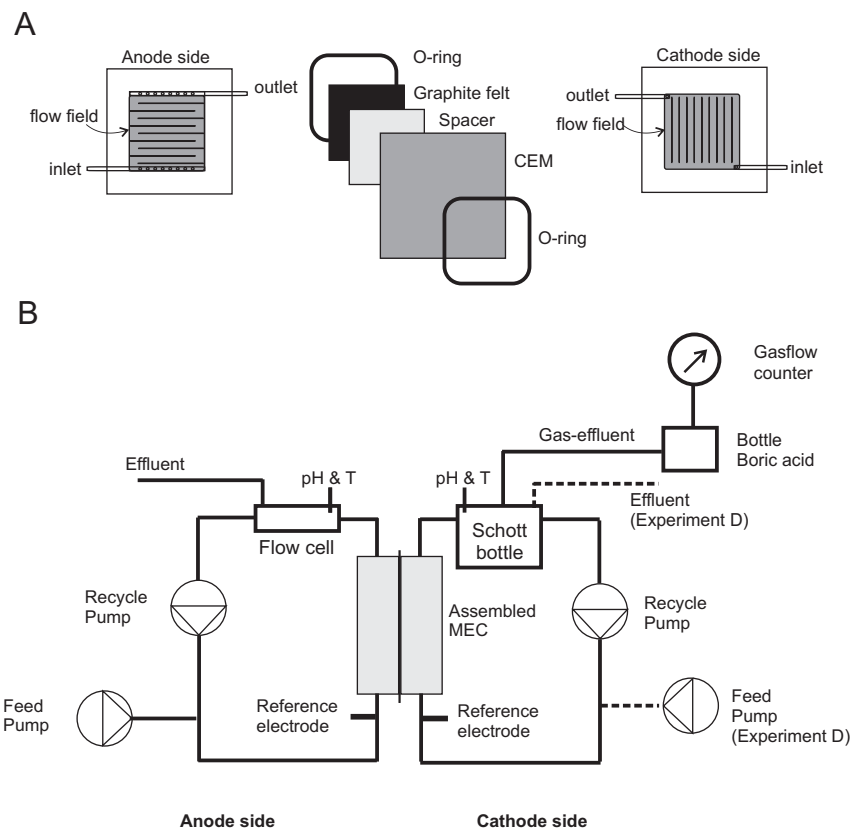 A
Anode side
outlet
flow field
inlet
O-ring
Graphite felt
Spacer
CEM
O-ring
Cathode side
outlet
flow field
inlet
B
Gasflow
counter
Gas-effluent
Bottle
Boric acid
Effluent
pH & T
pH & T
Effluent
(Experiment D)
Flow cell
Schott
bottle
Recycle
Pump
Assembled
MEC
Recycle
Pump
Feed
Pump
Reference
electrode
Reference
electrode
Feed
Pump
(Experiment D)
Anode side
Cathode side